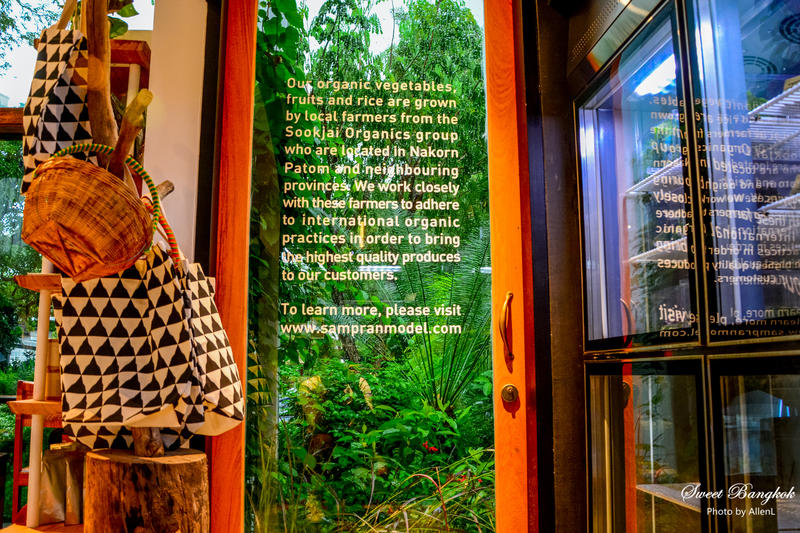 Our organic vegetables,
fruits and rice are grown
by local farmers from the
Sookjai Organics group
who are located in Nakorn
Patom and neighbouring
provinces. We work closely
with these farmers to adhere
to international organic
practices in order to bring
the highest quality produces
to our customers.
To learn more, please visit
www.sampranmodel.com
Sweet Bangkok
Photo by AllenL